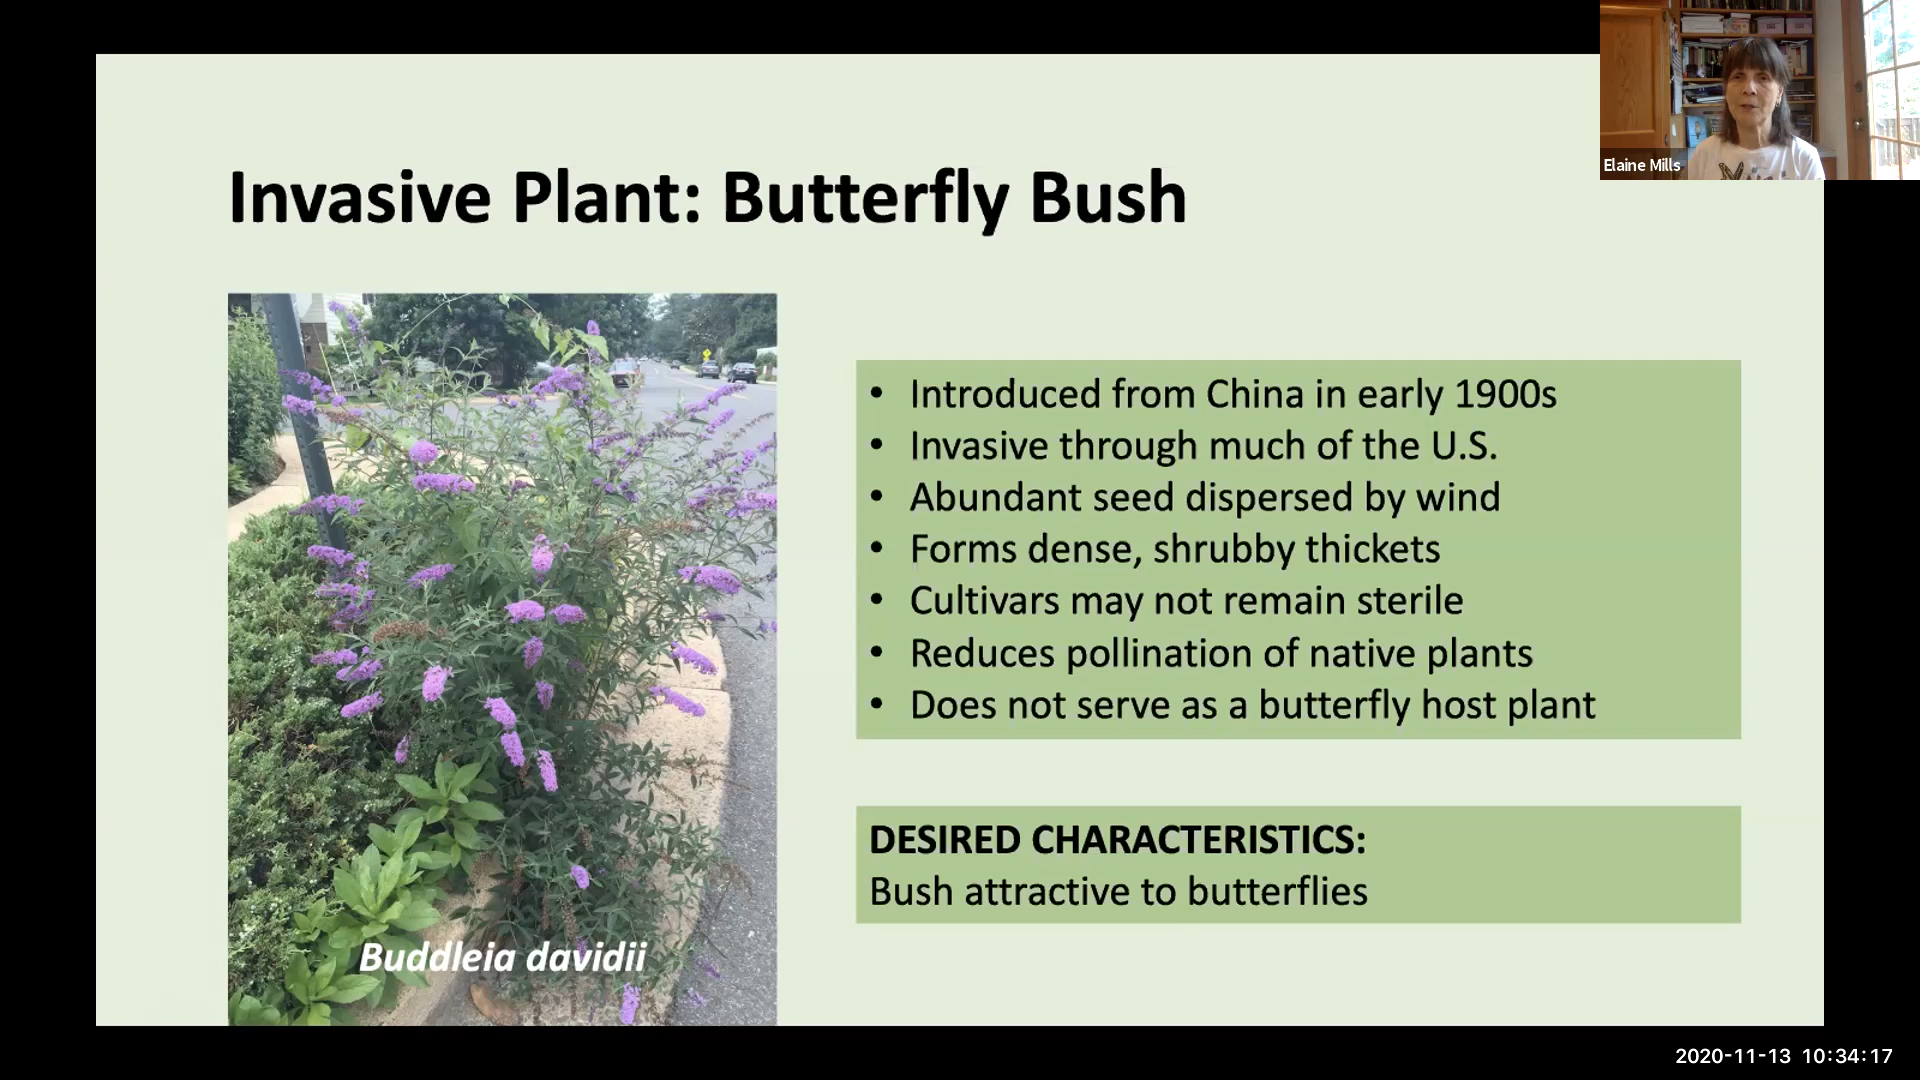 Elaine Mills
Invasive Plant: Butterfly Bush
• Introduced from China in early 1900s
• Invasive through much of the U.S.
• Abundant seed dispersed by wind
• Forms dense, shrubby thickets
• Cultivars may not remain sterile
• Reduces pollination of native plants
• Does not serve as a butterfly host plant
DESIRED CHARACTERISTICS:
Bush attractive to butterflies
Buddleia davidii
2020-11-13 10:34:17